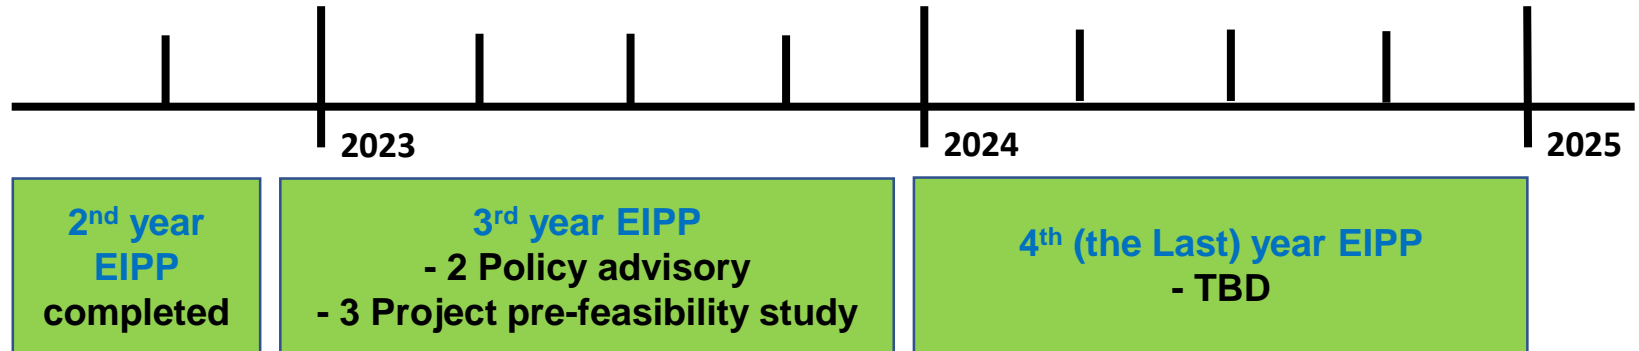 2023
2024
2025
2nd year
EIPP
completed
3rd year EIPP
- 2 Policy advisory
- 3 Project pre-feasibility study
4th (the Last) year EIPP
- TBD